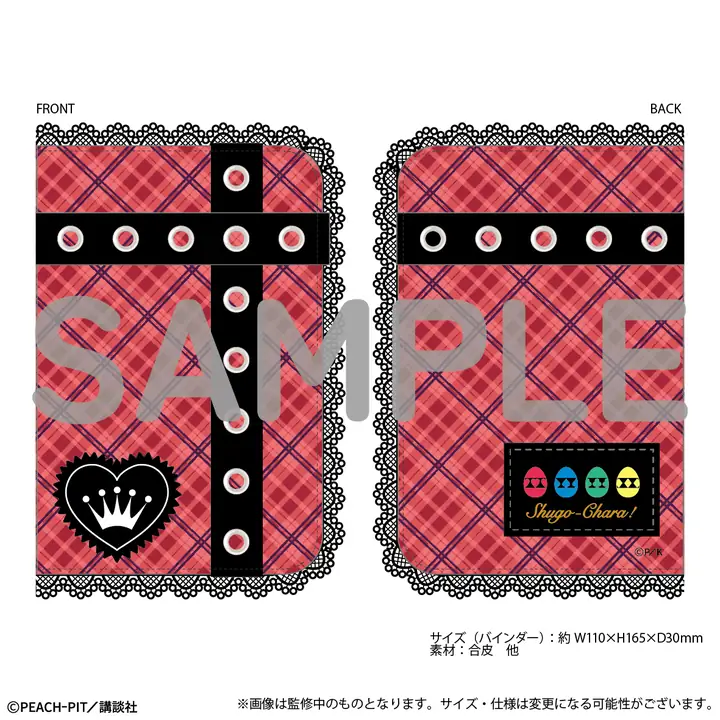 FRONT
BACK
SAMPLE
Shugo-Chara!
©P/K
サイズ（バインダー）：約 W110×H165×D30mm
素材：合皮　他
©PEACH-PIT／講談社
※画像は監修中のものとなります。サイズ・仕様は変更になる可能性がございます。